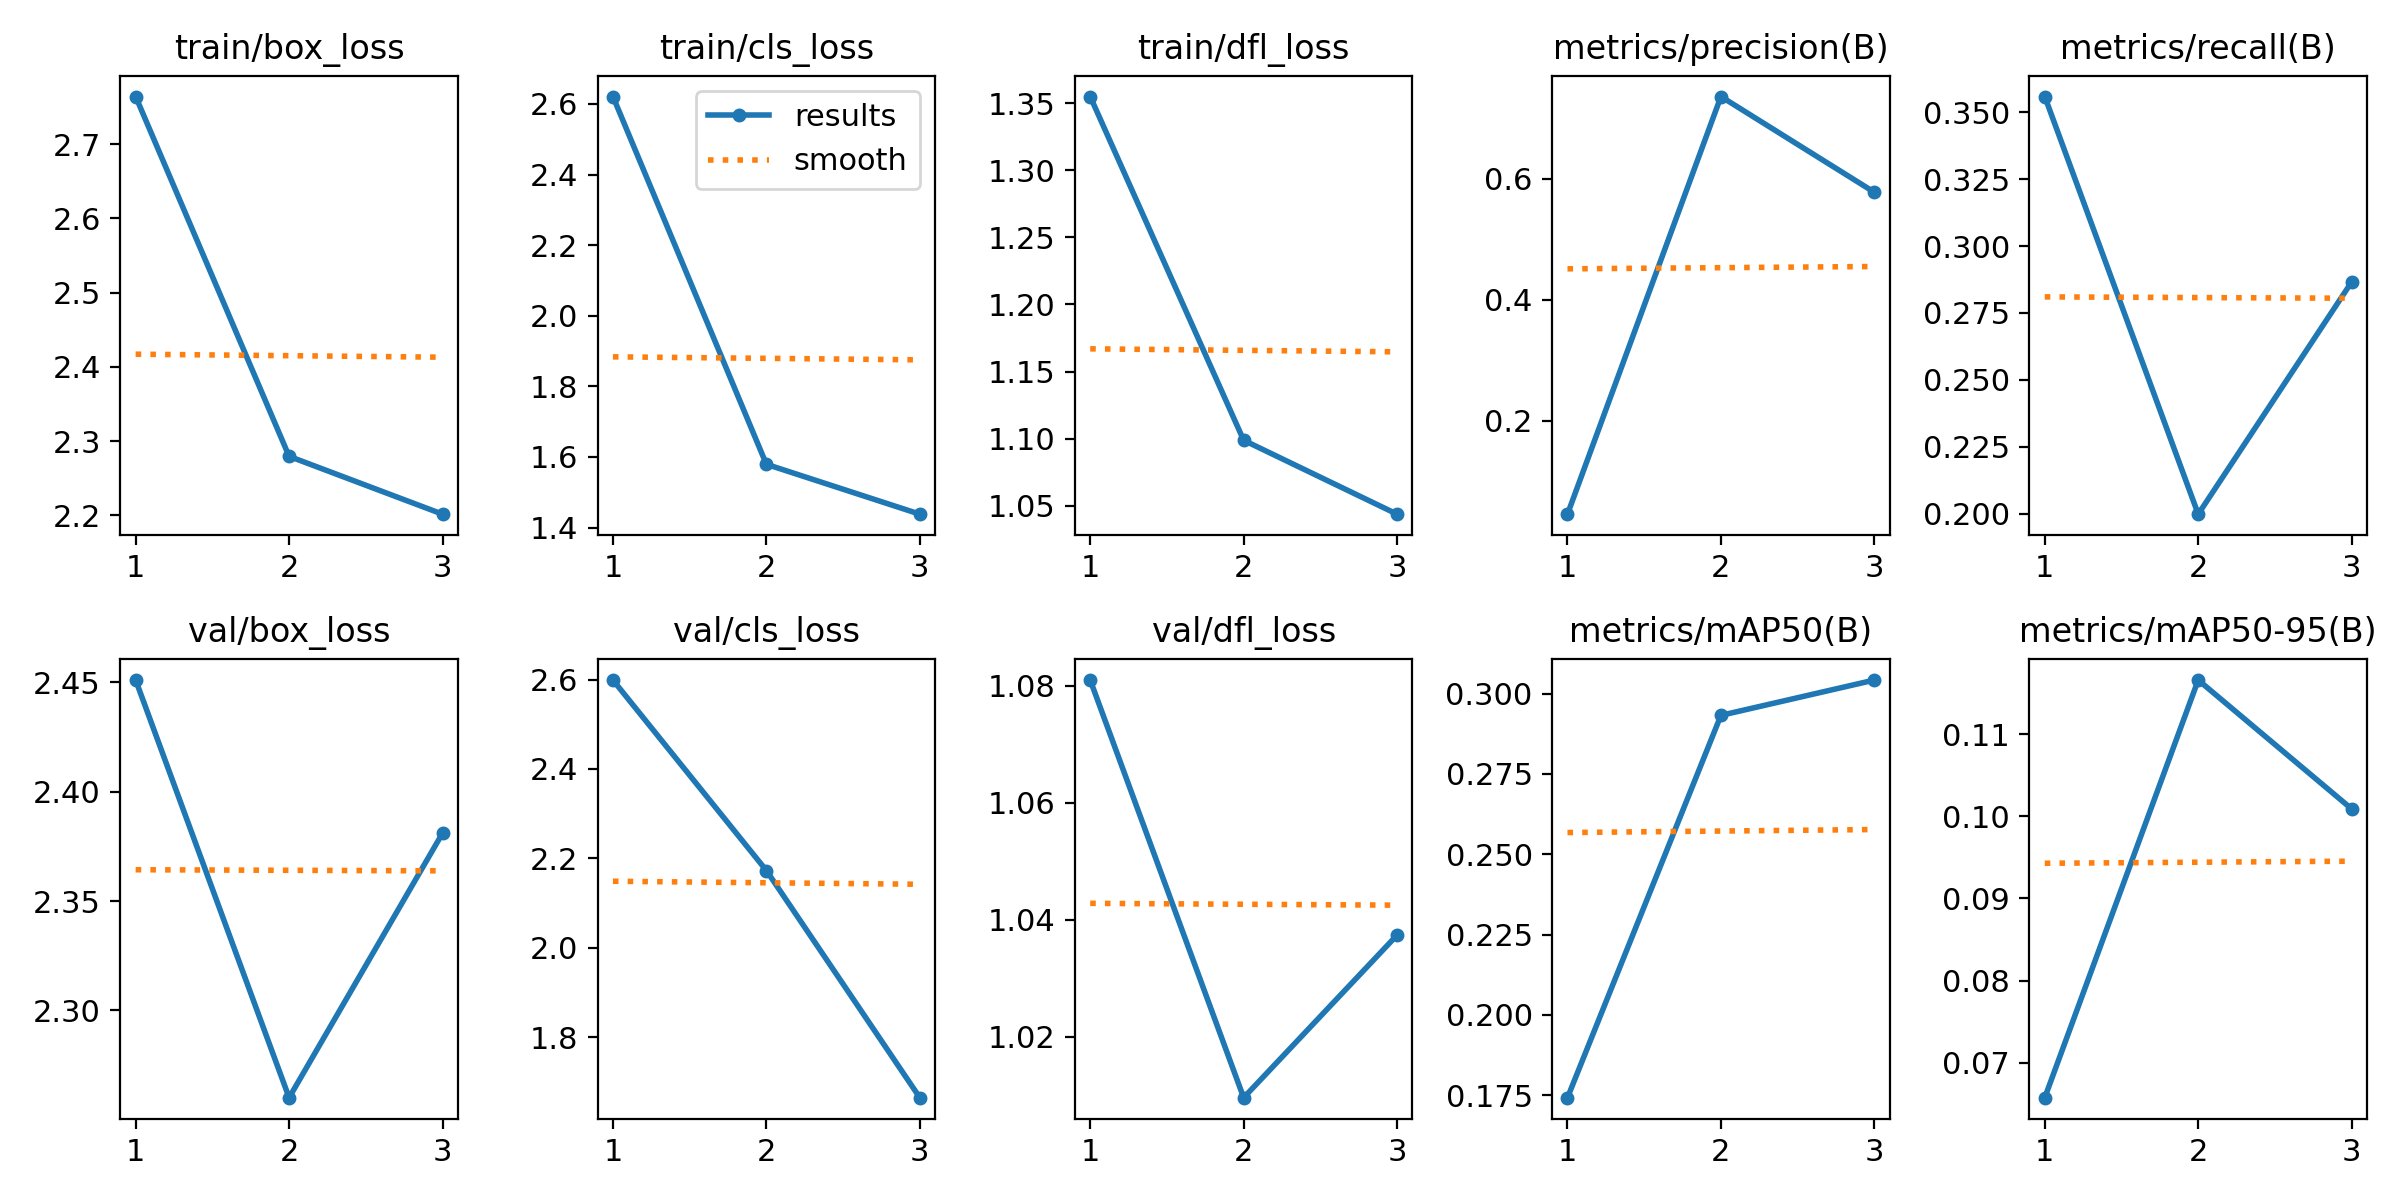 train/box_loss
2.7
2.6
2.5
2.4
2.3
2.2
1 2 3
train/cls_loss
results
smooth
2.6
2.4
2.2
2.0
1.8
1.6
1.4
1 2 3
train/dfl_loss
1.35
1.30
1.25
1.20
1.15
1.10
1.05
1 2 3
metrics/precision(B)
0.6
0.4
0.2
1 2 3
metrics/recall(B)
0.350
0.325
0.300
0.275
0.250
0.225
0.200
1 2 3
val/box_loss
2.45
2.40
2.35
2.30
1 2 3
val/cls_loss
2.6
2.4
2.2
2.0
1.8
1 2 3
val/dfl_loss
1.08
1.06
1.04
1.02
1 2 3
metrics/mAP50(B)
0.300
0.275
0.250
0.225
0.200
0.175
1 2 3
metrics/mAP50-95(B)
0.11
0.10
0.09
0.08
0.07
1 2 3